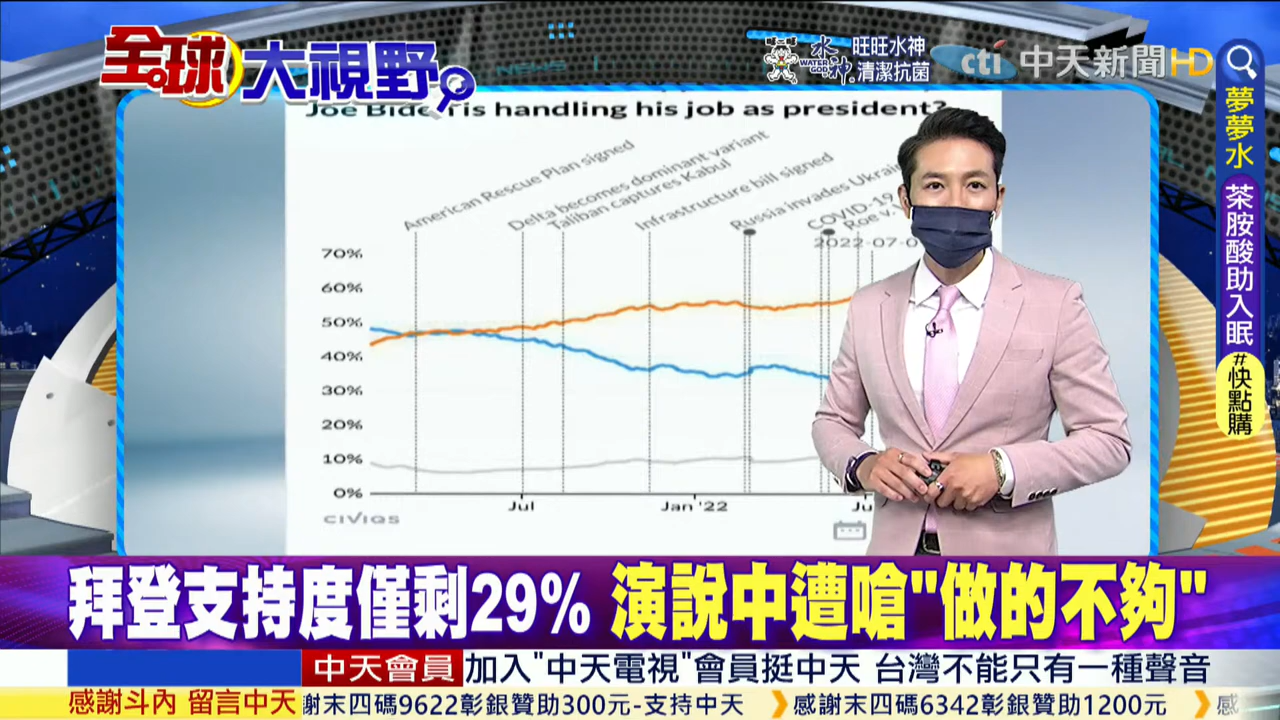 全球大視野
旺旺水神
清潔抗菌
水神
WATER GOD
cti 中天新聞HD
夢夢水
茶胺酸助入眠
#快點購
Joe Biden is handling his job as president?
American Rescue Plan signed
Delta becomes dominant variant
Taliban captures Kabul
Infrastructure bill signed
Russia invades Ukrai
COVID-19
Roe v.
2022-07-0
70%
60%
50%
40%
30%
20%
10%
0%
Jul
Jan '22
Ju
CIVIQS
拜登支持度僅剩29% 演說中遭嗆"做的不夠"
中天會員 加入"中天電視"會員挺中天 台灣不能只有一種聲音
感謝斗內 留言中天 謝末四碼9622彰銀贊助300元-支持中天 》感謝末四碼6342彰銀贊助1200元 》感